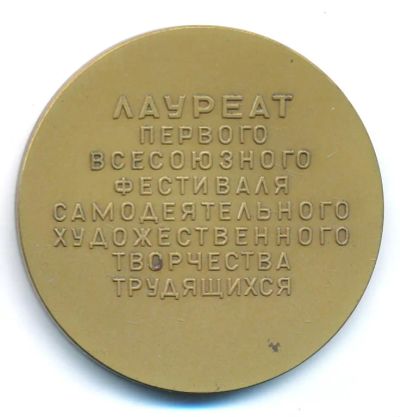 ЛАУРЕАТ
ПЕРВОГО
ВСЕСОЮЗНОГО
ФЕСТИВАЛЯ
САМОДЕЯТЕЛЬНОГО
ХУДОЖЕСТВЕННОГО
ТВОРЧЕСТВА
ТРУДЯЩИХСЯ